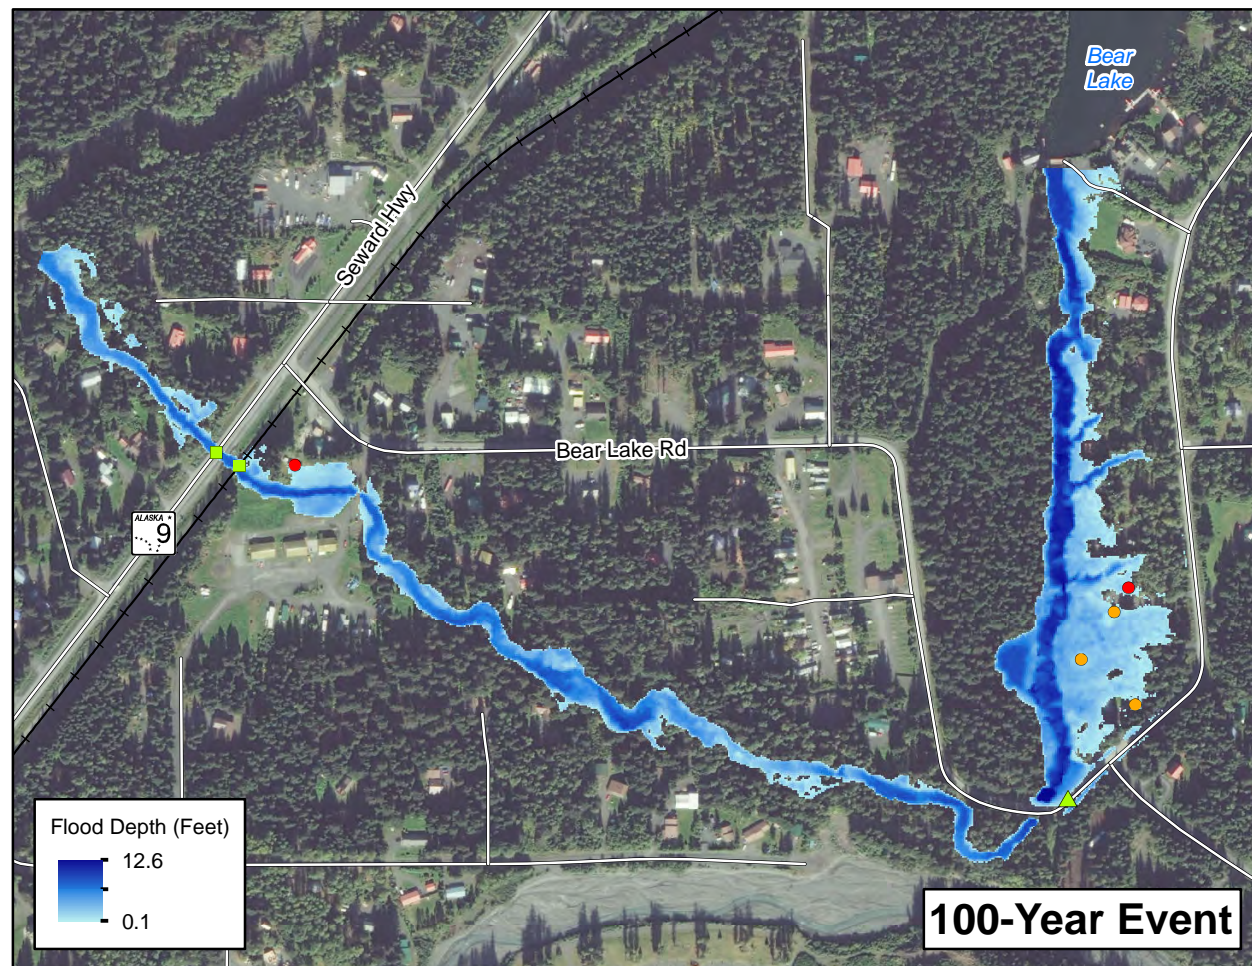 Bear
Lake
Seward Hwy
Bear Lake Rd
ALASKA
9
Flood Depth (Feet)
12.6
0.1
100-Year Event